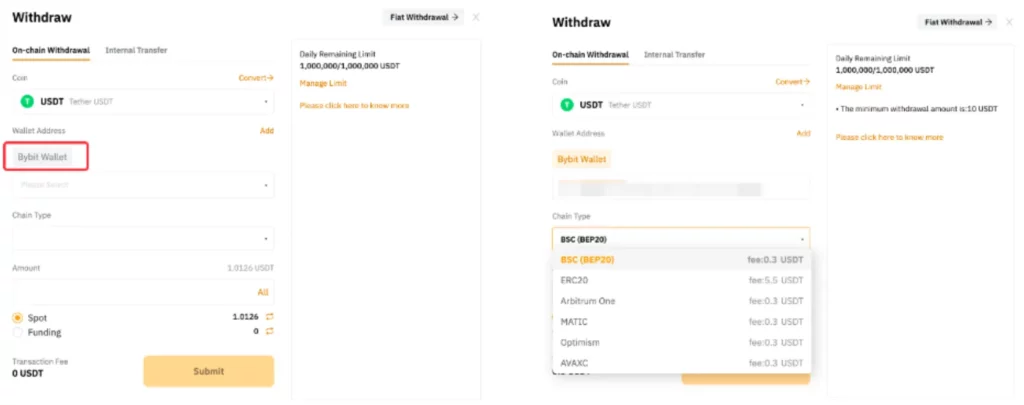 Withdraw
Fiat Withdrawal →
On-chain Withdrawal Internal Transfer
Coin
Convert→
USDT Tether USDT
Wallet Address
Add
Bybit Wallet
Please Select
Chain Type
Amount
1.0126 USDT
All
Spot
1.0126
Funding
0
Transaction Fee
0 USDT
Submit
Daily Remaining Limit
1,000,000/1,000,000 USDT
Manage Limit
Please click here to know more
Withdraw
Fiat Withdrawal →
On-chain Withdrawal Internal Transfer
Coin
Convert→
USDT Tether USDT
Wallet Address
Add
Bybit Wallet
Chain Type
BSC (BEP20)
BSC (BEP20) fee:0.3 USDT
ERC20 fee:5.5 USDT
Arbitrum One fee:0.3 USDT
MATIC fee:0.3 USDT
Optimism fee:0.3 USDT
AVAXC fee:0.3 USDT
Daily Remaining Limit
1,000,000/1,000,000 USDT
Manage Limit
• The minimum withdrawal amount is:10 USDT
Please click here to know more